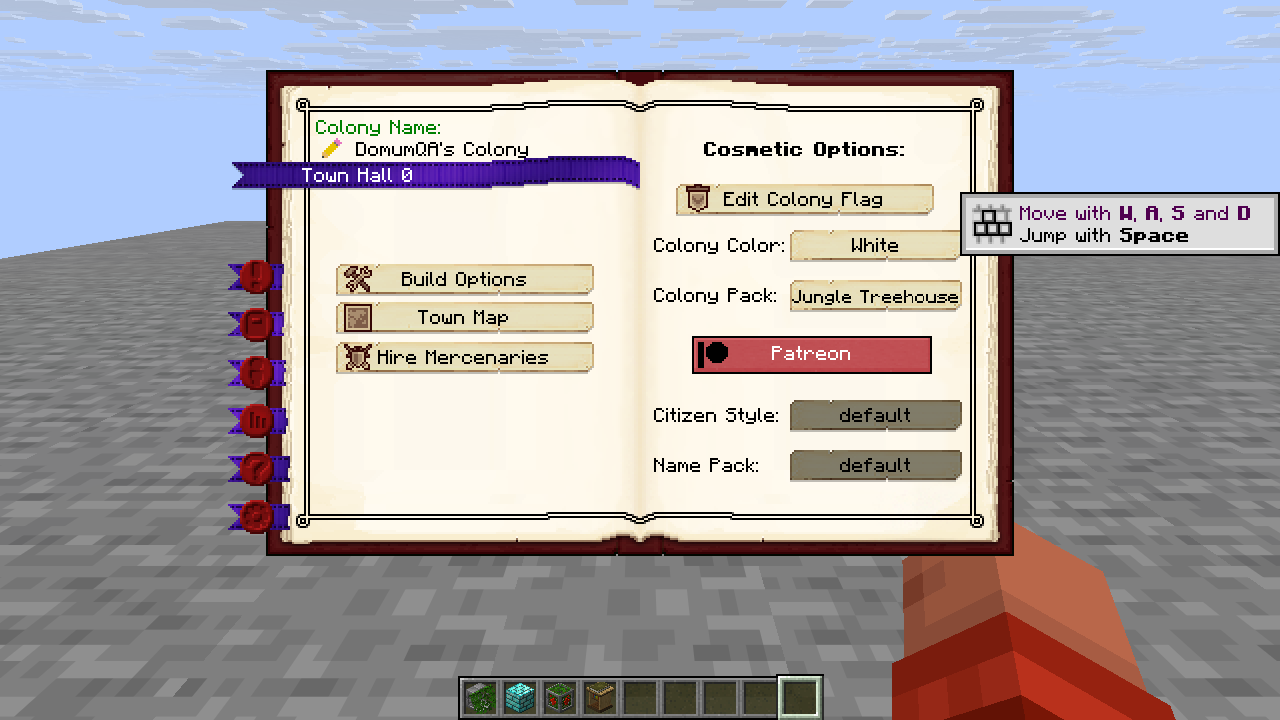 Colony Name:
DomumOA's Colony
Town Hall 0
Build Options
Town Map
Hire Mercenaries
Cosmetic Options:
Edit Colony Flag
Colony Color: White
Colony Pack: Jungle Treehouse
Patreon
Citizen Style: default
Name Pack: default
Move with W, A, S and D
Jump with Space